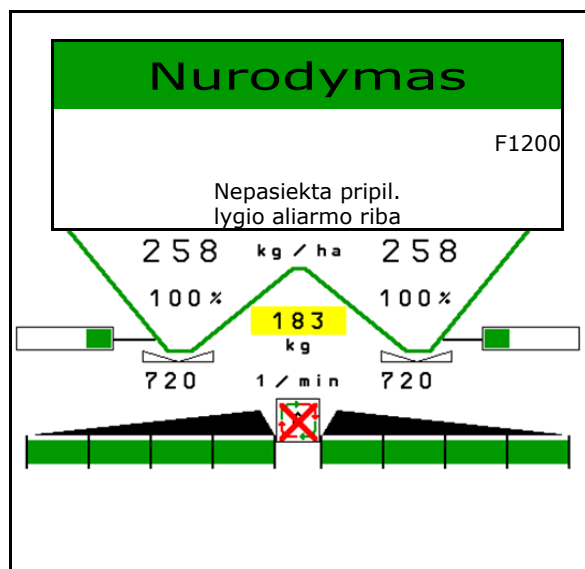 Nurodymas
F1200
Nepasiekta pripil.
lygio aliarmo riba
258 kg/ha 258
100% 100%
183
kg
720 1/min 720